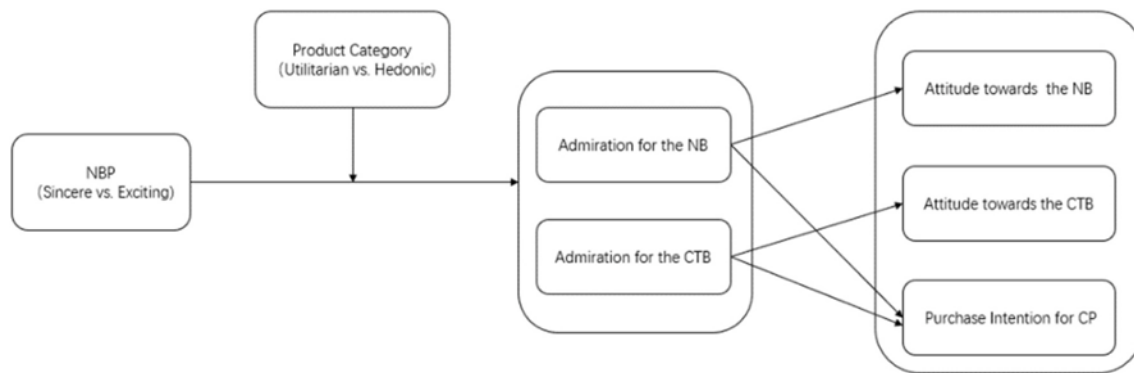 Product Category
（Utilitarian vs. Hedonic)
NBP
（Sincere vs. Exciting)
Admiration for the NB
Admiration for the CTB
Attitude towards  the NB
Attitude towards the CTB
Purchase Intention for CP